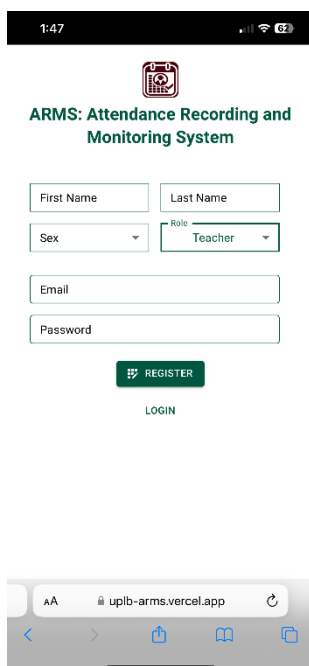 1:47
62
ARMS: Attendance Recording and
Monitoring System
First Name
Last Name
Sex
Role
Teacher
Email
Password
REGISTER
LOGIN
AA
uplb-arms.vercel.app